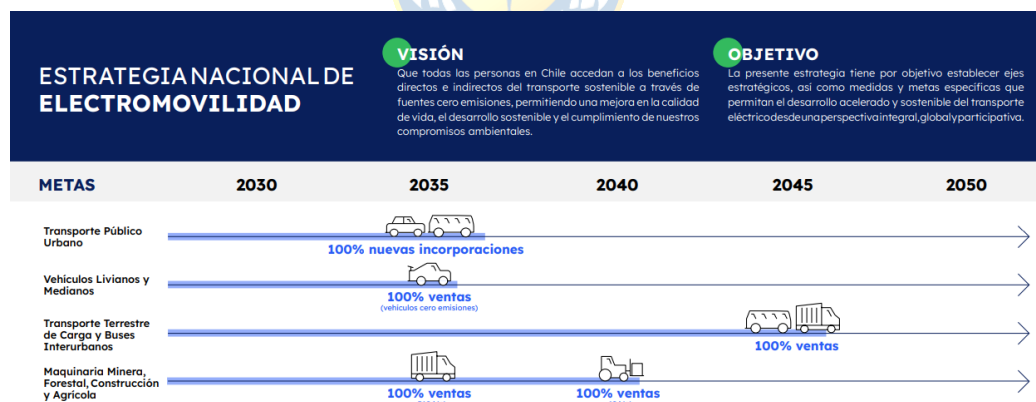 ESTRATEGIA NACIONAL DE
ELECTROMOVILIDAD
VISIÓN
Que todas las personas en Chile accedan a los beneficios
directos e indirectos del transporte sostenible a través de
fuentes cero emisiones, permitiendo una mejora en la calidad
de vida, el desarrollo sostenible y el cumplimiento de nuestros
compromisos ambientales.
OBJETIVO
La presente estrategia tiene por objetivo establecer ejes
estratégicos, asi como medidas y metas específicas que
permitan el desarrollo acelerado y sostenible del transporte
eléctrico desde una perspectiva integral, global y participativa.
METAS 2030 2035 2040 2045 2050
Transporte Público
Urbano
100% nuevas incorporaciones
Vehículos Livianos y
Medianos
100% ventas
(vehículos cero emisiones)
Transporte Terrestre
de Carga y Buses
Interurbanos
100% ventas
Maquinaria Minera,
Forestal, Construcción
y Agrícola
100% ventas
100% ventas